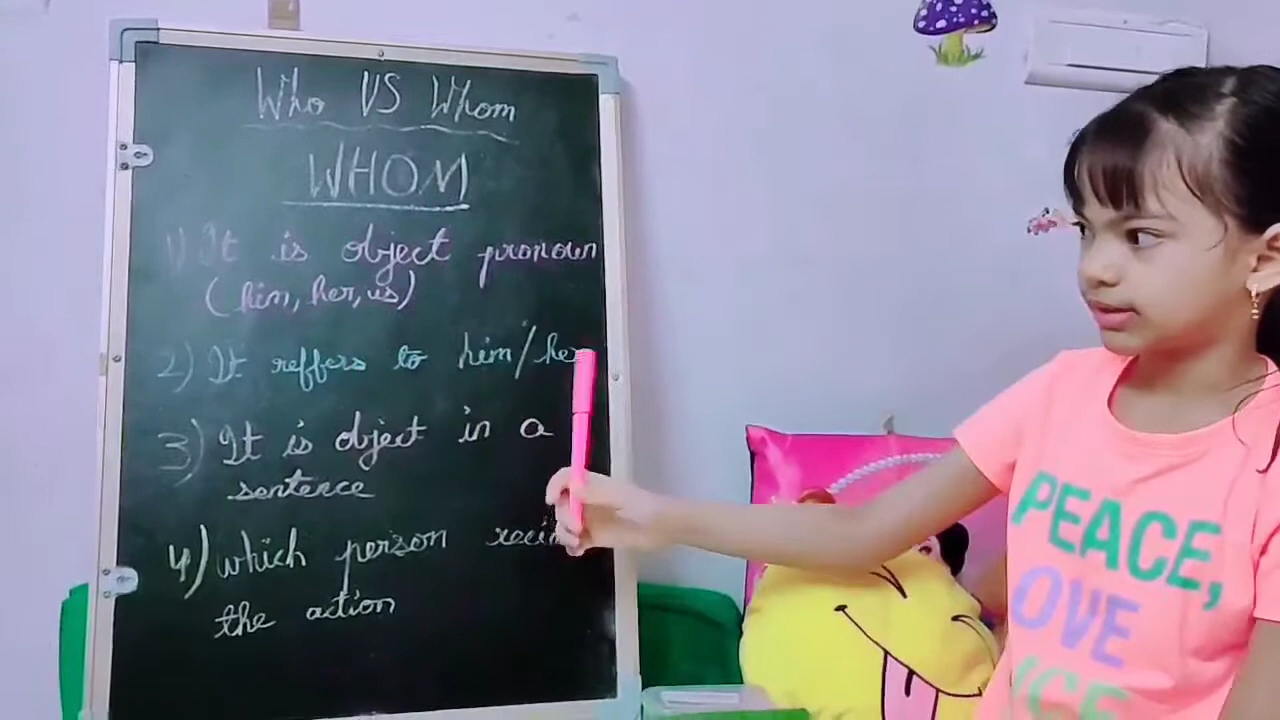 Who VS Whom
WHOM
1) It is object pronoun
(him, her, us)
2) It reffers to him/her
3) It is object in a
sentence
4) which person
the action
PEACE,
OVE